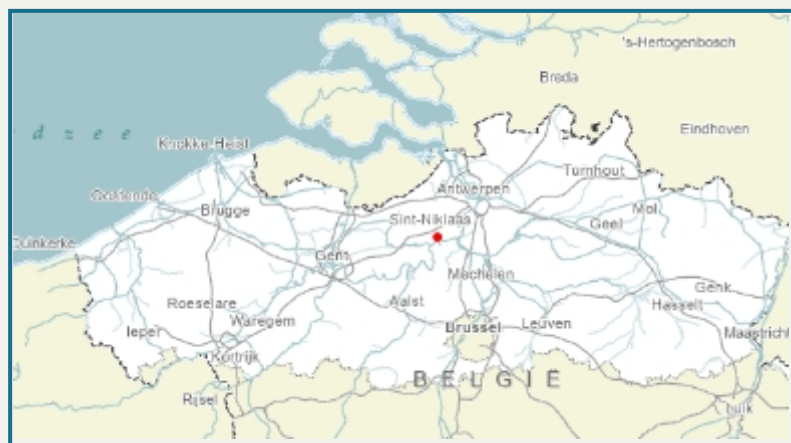 's-Hertogenbosch
Breda
Eindhoven
d z e e
Knokke-Heist
Turnhout
Antwerpen
Oostende
Brugge
Sint-Niklaas
Mol
Geel
Duinkerke
Gent
Mechelen
Genk
Roeselare
Aalst
Hasselt
Ieper
Waregem
Brussel
Leuven
Maastricht
Kortrijk
BELGIË
Rijsel
Luik